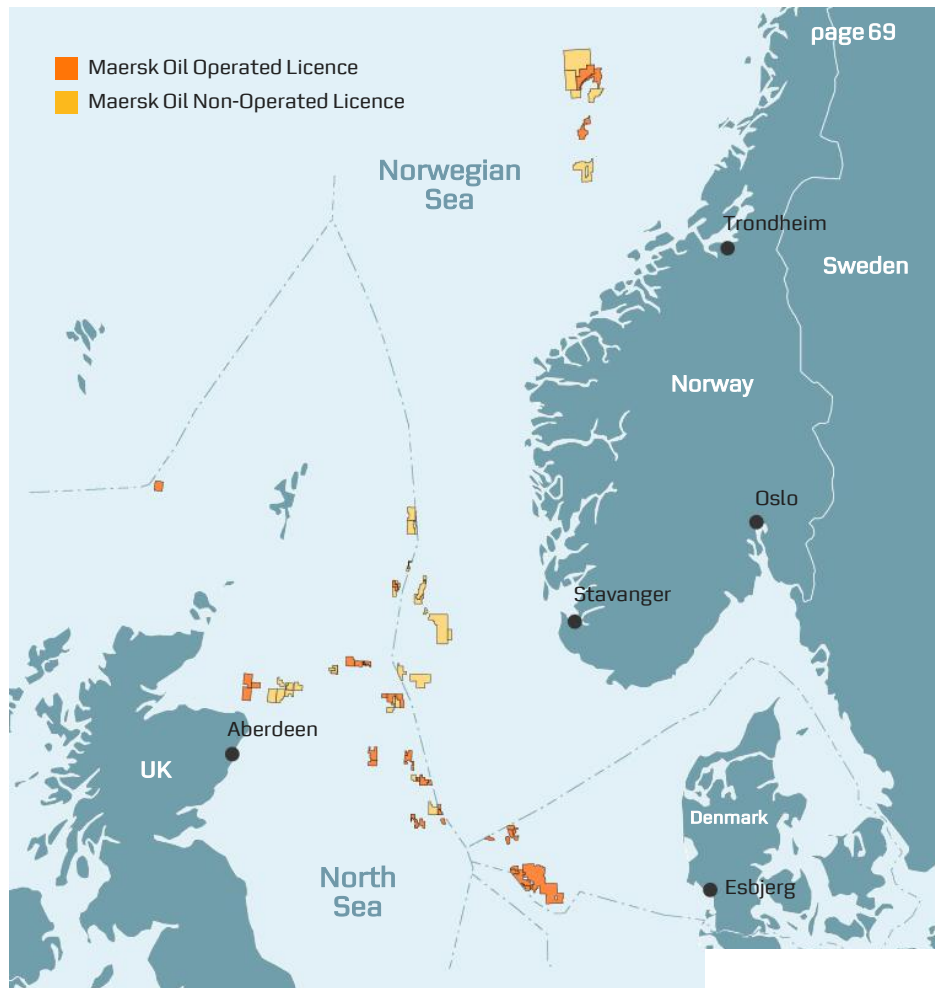 page 69
Maersk Oil Operated Licence
Maersk Oil Non-Operated Licence
Norwegian
Sea
Trondheim
Sweden
Norway
Oslo
Stavanger
Aberdeen
UK
Denmark
North
Sea
Esbjerg